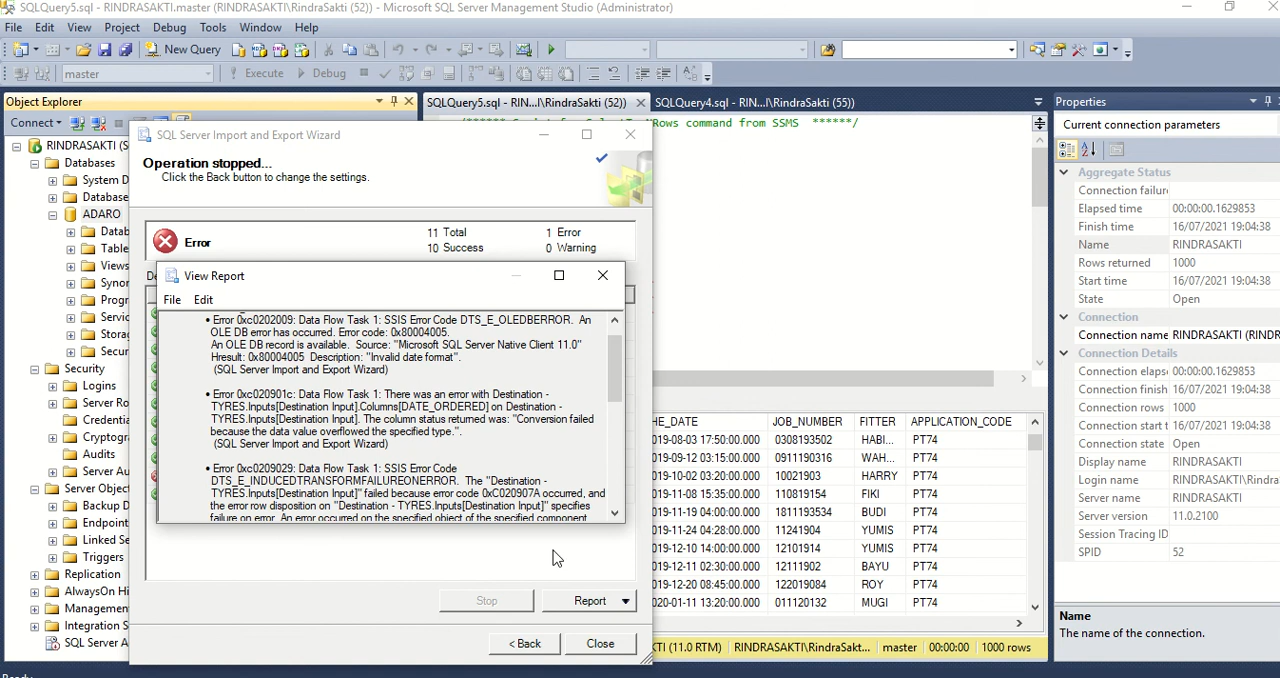 SQLQuery5.sql - RINDRASAKTI.master (RINDRASAKTI\RindraSakti (52)) - Microsoft SQL Server Management Studio (Administrator)
File Edit View Project Debug Tools Window Help
New Query
master Execute Debug
Object Explorer
Connect
RINDRASAKTI (S
Databases
System D
Database
ADARO
Datab
Table
Views
Synor
Progr
Servic
Storag
Secur
Security
Logins
Server Ro
Credentia
Cryptogr
Audits
Server Au
Server Object
Backup D
Endpoint
Linked Se
Triggers
Replication
AlwaysOn Hi
Managemen
Integration S
SQL Server A
SQLQuery5.sql - RIN...I\RindraSakti (52)) SQLQuery4.sql - RIN...I\RindraSakti (55))
Rows command from SSMS ******/
SQL Server Import and Export Wizard
Operation stopped...
Click the Back button to change the settings.
Error
11 Total 1 Error
10 Success 0 Warning
De
View Report
File Edit
• Error 0xc0202009: Data Flow Task 1: SSIS Error Code DTS_E_OLEDBERROR. An
OLE DB error has occurred. Error code: 0x80004005.
An OLE DB record is available. Source: "Microsoft SQL Server Native Client 11.0"
Hresult: 0x80004005 Description: "Invalid date format".
(SQL Server Import and Export Wizard)
• Error 0xc020901c: Data Flow Task 1: There was an error with Destination -
TYRES.Inputs[Destination Input].Columns[DATE_ORDERED] on Destination -
TYRES.Inputs[Destination Input]. The column status returned was: "Conversion failed
because the data value overflowed the specified type.".
(SQL Server Import and Export Wizard)
• Error 0xc0209029: Data Flow Task 1: SSIS Error Code
DTS_E_INDUCEDTRANSFORMFAILUREONERROR. The "Destination -
TYRES.Inputs[Destination Input]" failed because error code 0xC020907A occurred, and
the error row disposition on "Destination - TYRES.Inputs[Destination Input]" specifies
failure on error. An error occurred on the specified object of the specified component.
Stop Report
< Back Close
HE_DATE JOB_NUMBER FITTER APPLICATION_CODE
019-08-03 17:50:00.000 0308193502 HABI... PT74
019-09-12 03:15:00.000 0911190316 WAH... PT74
019-10-02 03:20:00.000 10021903 HARRY PT74
019-11-08 15:35:00.000 110819154 FIKI PT74
019-11-19 04:00:00.000 1811193534 BUDI PT74
019-11-24 04:28:00.000 11241904 YUMIS PT74
019-12-10 14:00:00.000 12101914 YUMIS PT74
019-12-11 02:30:00.000 12111902 BAYU PT74
019-12-20 08:45:00.000 122019084 ROY PT74
020-01-11 13:20:00.000 011120132 MUGI PT74
KTI (11.0 RTM) RINDRASAKTI\RindraSakt... master 00:00:00 1000 rows
Properties
Current connection parameters
Aggregate Status
Connection failure
Elapsed time 00:00:00.1629853
Finish time 16/07/2021 19:04:38
Name RINDRASAKTI
Rows returned 1000
Start time 16/07/2021 19:04:38
State Open
Connection
Connection name RINDRASAKTI (RINDR
Connection Details
Connection elaps 00:00:00.1629853
Connection finish 16/07/2021 19:04:38
Connection rows 1000
Connection start t 16/07/2021 19:04:38
Connection state Open
Display name RINDRASAKTI
Login name RINDRASAKTI\Rindra
Server name RINDRASAKTI
Server version 11.0.2100
Session Tracing ID
SPID 52
Name
The name of the connection.